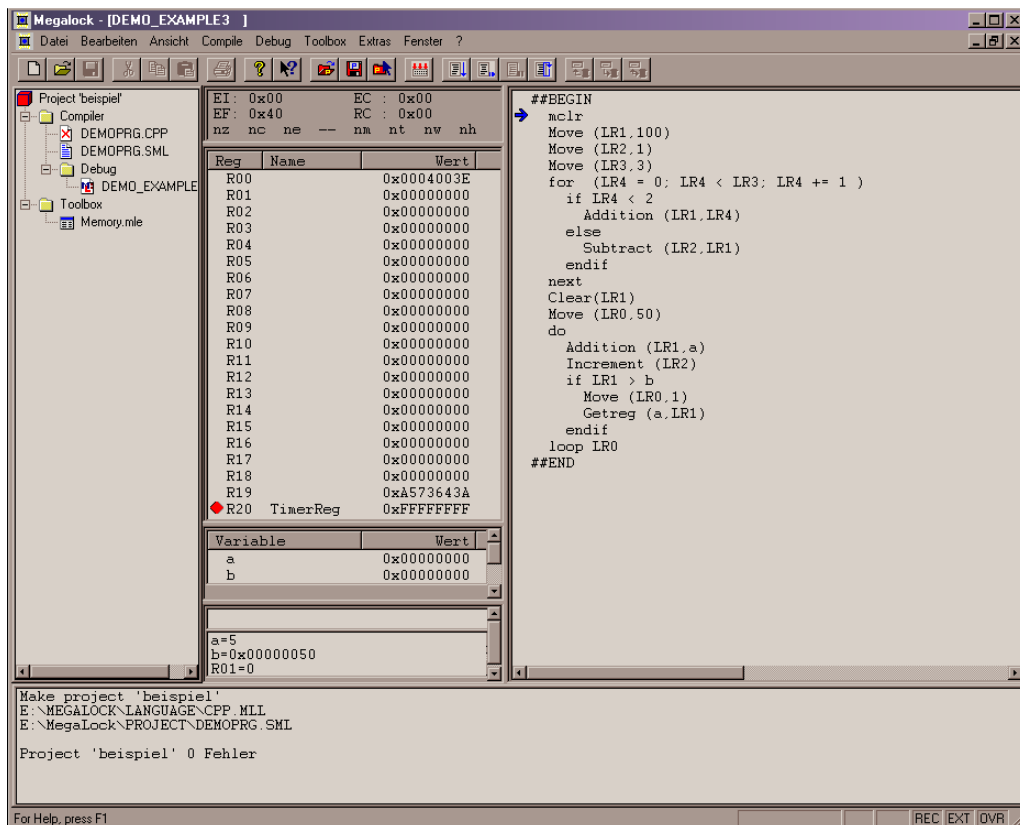 Megalock - [DEMO_EXAMPLE3 ]
Datei Bearbeiten Ansicht Compile Debug Toolbox Extras Fenster ?
Project 'beispiel'
Compiler
DEMOPRG.CPP
DEMOPRG.SML
Debug
DEMO_EXAMPLE
Toolbox
Memory.mle
EI: 0x00 EC : 0x00
EF: 0x40 RC : 0x00
nz nc ne -- nm nt nw nh
Reg Name Wert
R00 0x0004003E
R01 0x00000000
R02 0x00000000
R03 0x00000000
R04 0x00000000
R05 0x00000000
R06 0x00000000
R07 0x00000000
R08 0x00000000
R09 0x00000000
R10 0x00000000
R11 0x00000000
R12 0x00000000
R13 0x00000000
R14 0x00000000
R15 0x00000000
R16 0x00000000
R17 0x00000000
R18 0x00000000
R19 0xA573643A
R20 TimerReg 0xFFFFFFFF
Variable Wert
a 0x00000000
b 0x00000000
a=5
b=0x00000050
R01=0
##BEGIN
mclr
Move (LR1,100)
Move (LR2,1)
Move (LR3,3)
for (LR4 = 0; LR4 < LR3; LR4 += 1 )
if LR4 < 2
Addition (LR1,LR4)
else
Subtract (LR2,LR1)
endif
next
Clear(LR1)
Move (LR0,50)
do
Addition (LR1,a)
Increment (LR2)
if LR1 > b
Move (LR0,1)
Getreg (a,LR1)
endif
loop LR0
##END
Make project 'beispiel'
E:\MEGALOCK\LANGUAGE\CPP.MLL
E:\MegaLock\PROJECT\DEMOPRG.SML
Project 'beispiel' 0 Fehler
For Help, press F1
REC EXT OVR